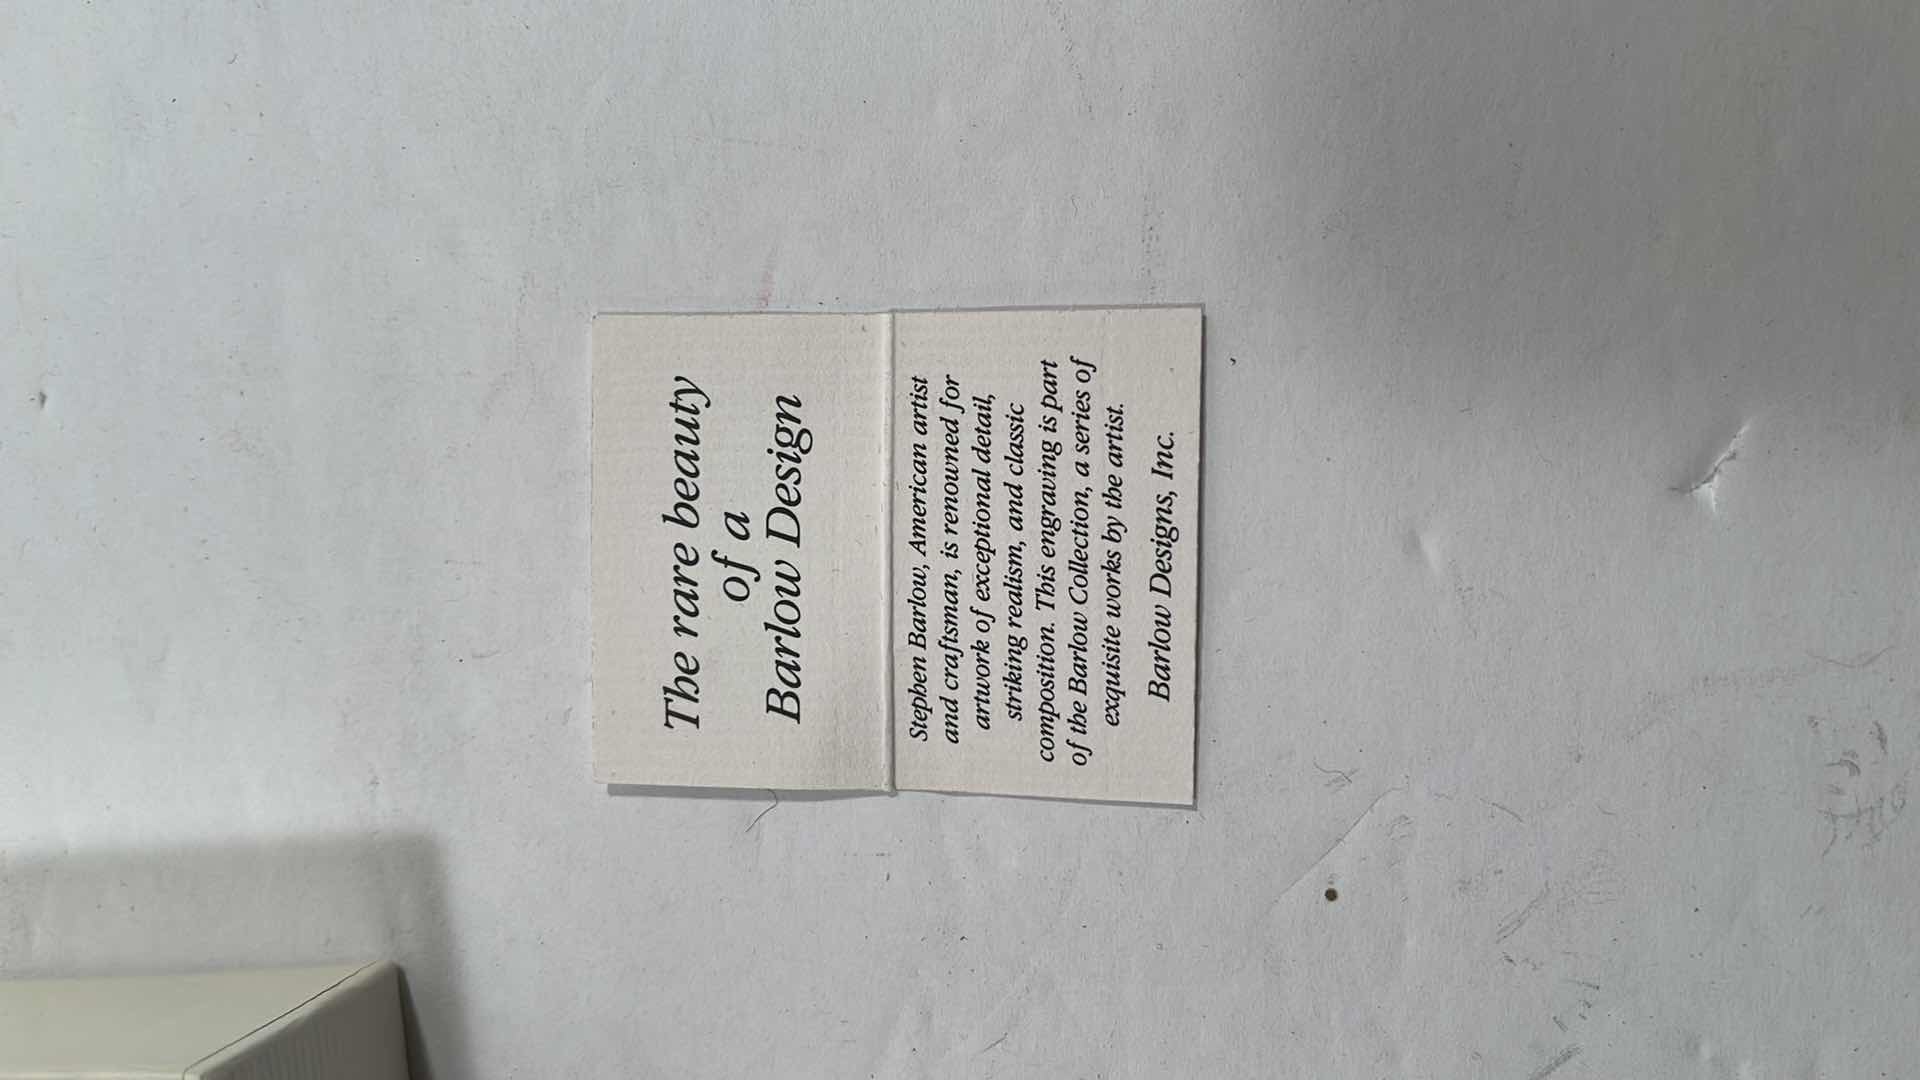 The rare beauty
of a
Barlow Design
Stephen Barlow, American artist
and craftsman, is renowned for
artwork of exceptional detail,
striking realism, and classic
composition. This engraving is part
of the Barlow Collection, a series of
exquisite works by the artist.
Barlow Designs, Inc.